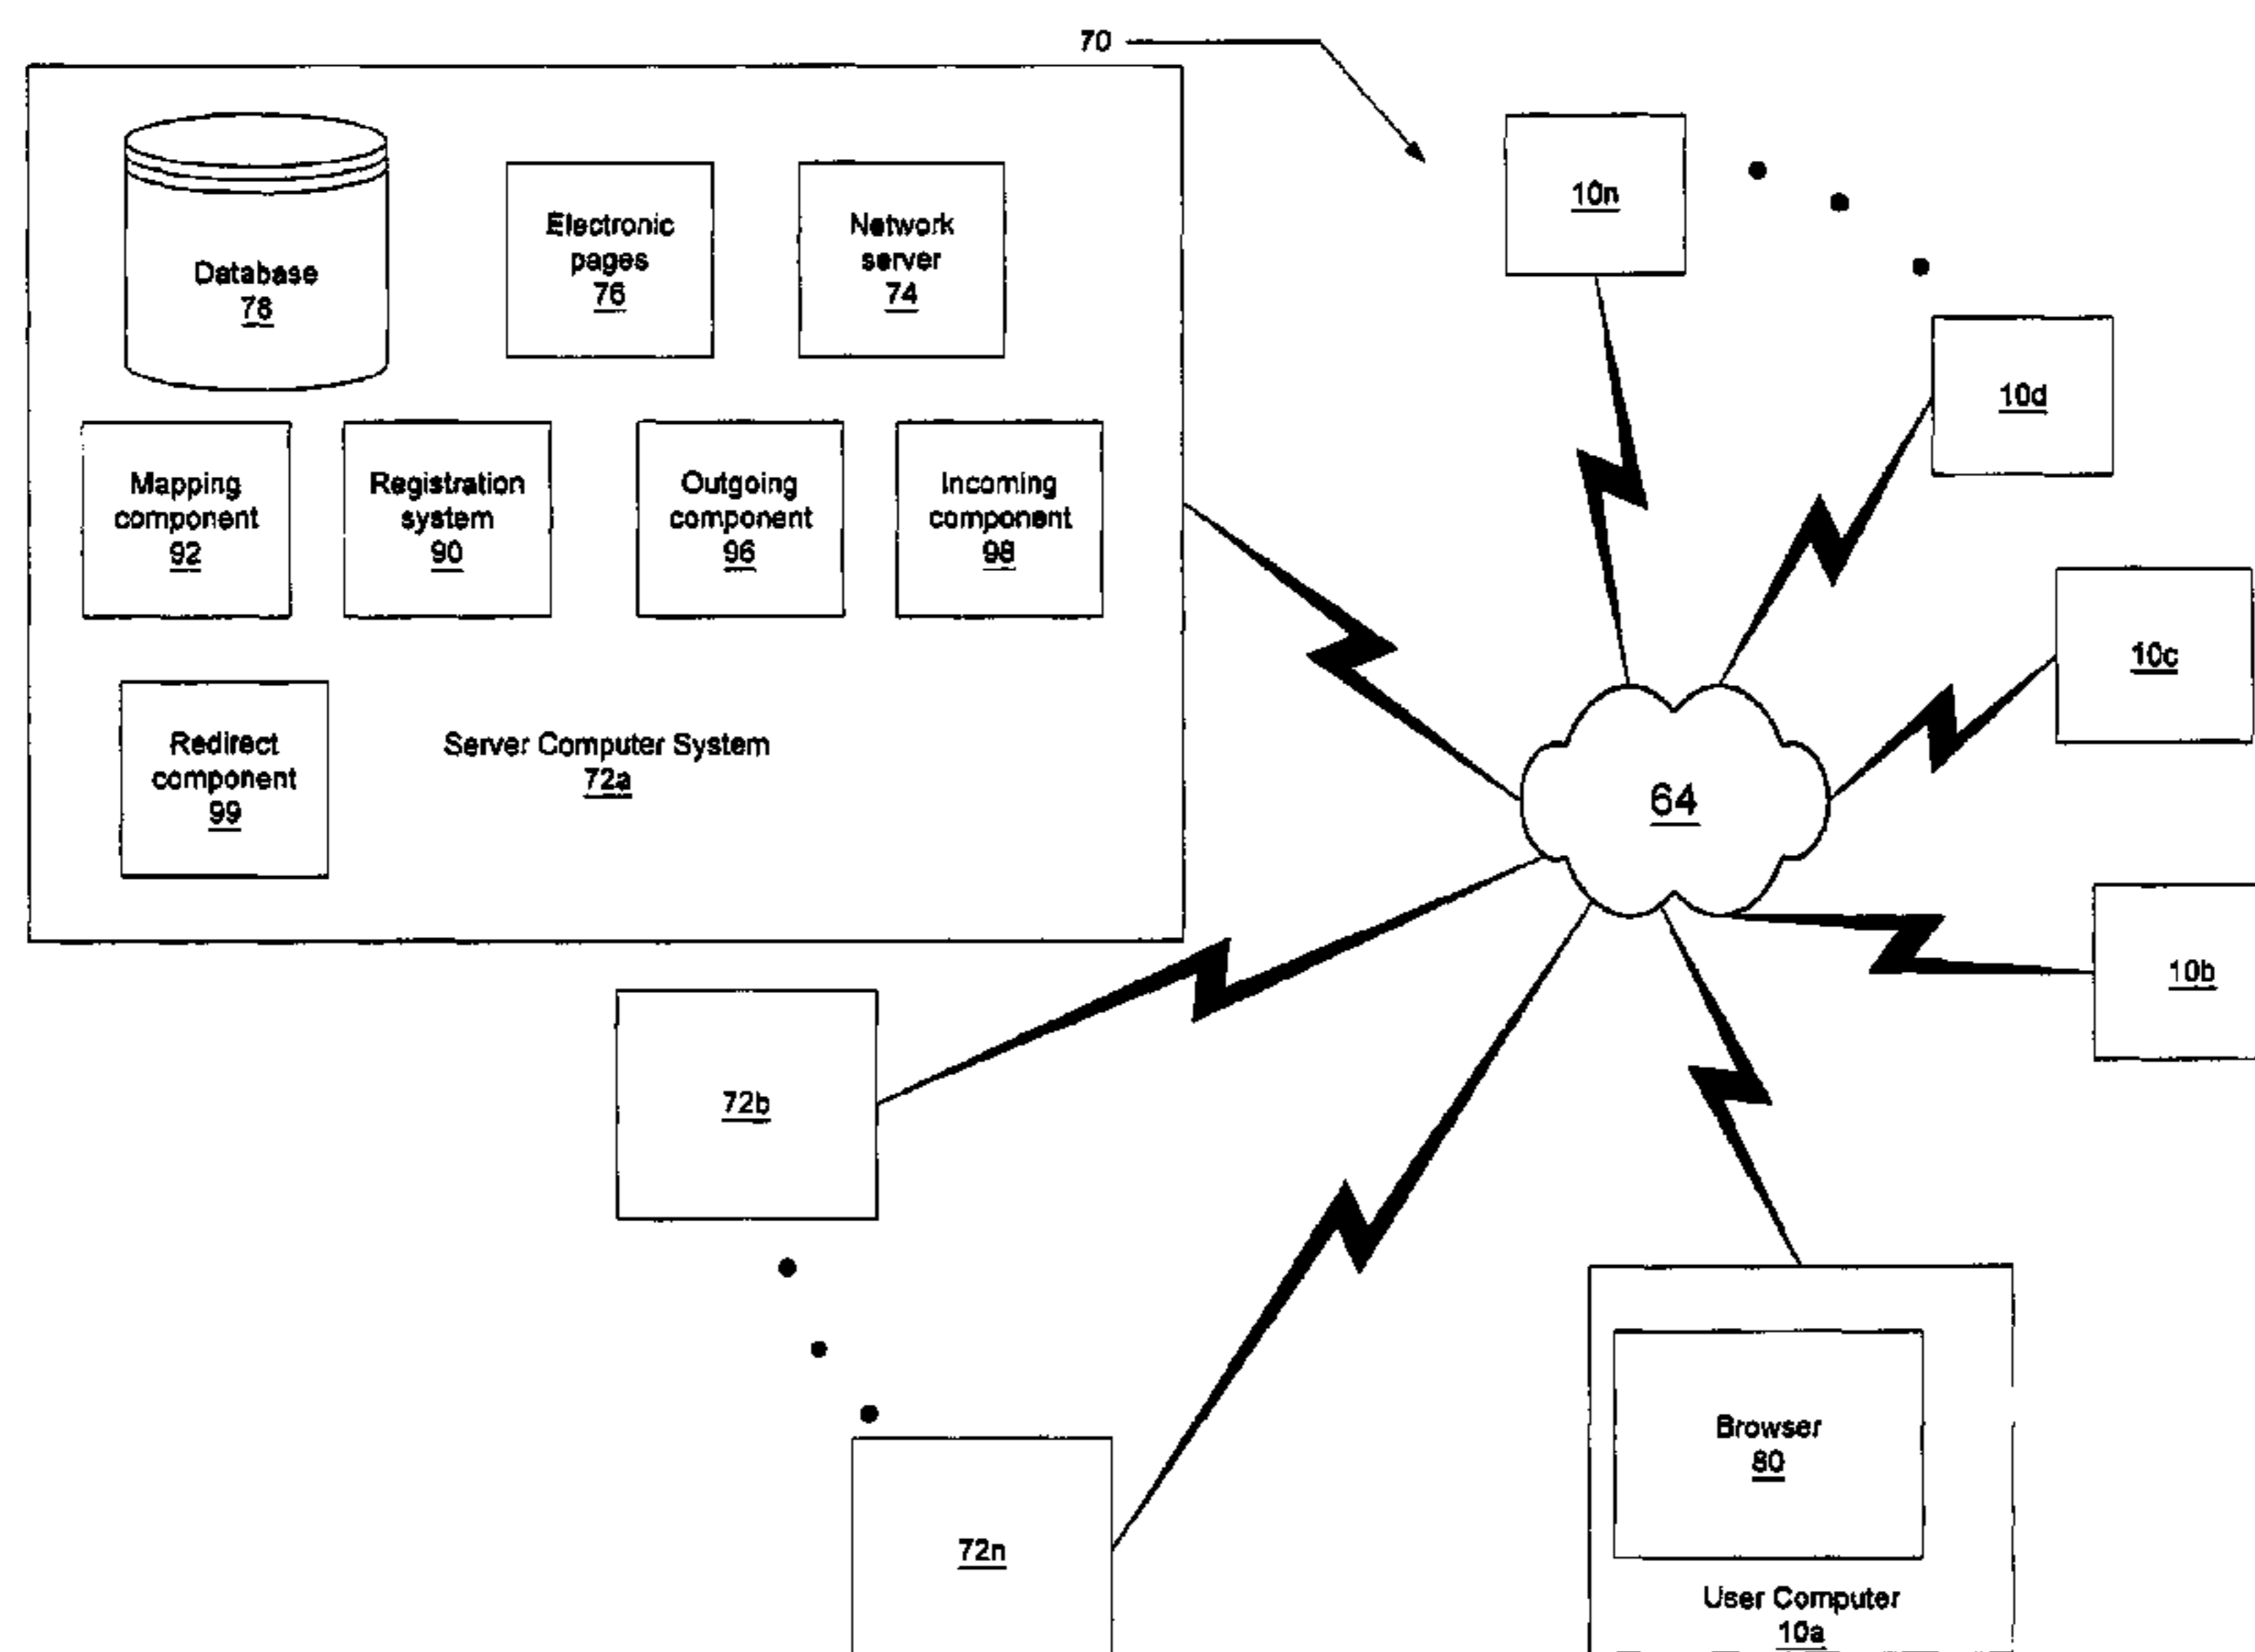 70
Database
78
Electronic
pages
76
Network
server
74
Mapping
component
92
Registration
system
90
Outgoing
component
96
Incoming
component
98
Redirect
component
99
Server Computer System
72a
10n
10d
10c
64
10b
72b
72n
Browser
80
User Computer
10a